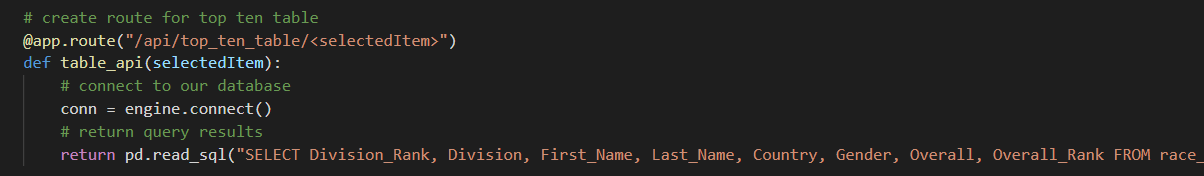 # create route for top ten table
@app.route("/api/top_ten_table/<selectedItem>")
def table_api(selectedItem):
# connect to our database
conn = engine.connect()
# return query results
return pd.read_sql("SELECT Division_Rank, Division, First_Name, Last_Name, Country, Gender, Overall, Overall_Rank FROM race_